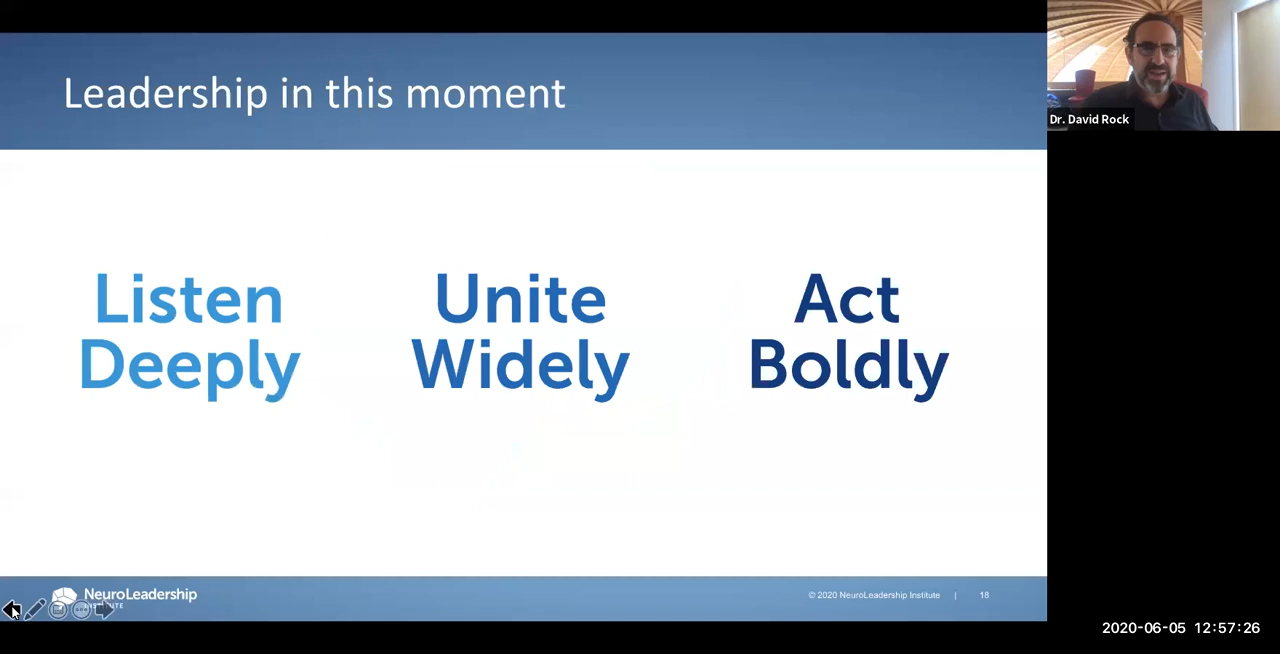 Leadership in this moment
Dr. David Rock
Listen
Deeply
Unite
Widely
Act
Boldly
NeuroLeadership
INSTITUTE
© 2020 NeuroLeadership Institute | 18
2020-06-05 12:57:26